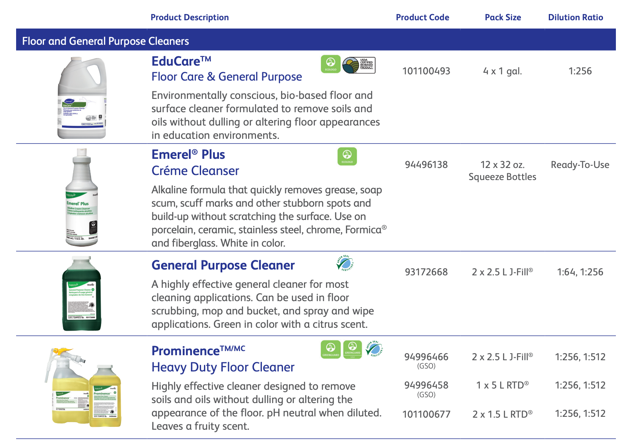 Product Description Product Code Pack Size Dilution Ratio
Floor and General Purpose Cleaners
EduCare™
Floor Care & General Purpose
101100493 4 x 1 gal. 1:256
Environmentally conscious, bio-based floor and
surface cleaner formulated to remove soils and
oils without dulling or altering floor appearances
in education environments.
Emerel® Plus
Créme Cleanser
94496138 12 x 32 oz. Ready-To-Use
Squeeze Bottles
Alkaline formula that quickly removes grease, soap
scum, scuff marks and other stubborn spots and
build-up without scratching the surface. Use on
porcelain, ceramic, stainless steel, chrome, Formica®
and fiberglass. White in color.
Emerel® Plus
General Purpose Cleaner
93172668 2 x 2.5 L J-Fill® 1:64, 1:256
A highly effective general cleaner for most
cleaning applications. Can be used in floor
scrubbing, mop and bucket, and spray and wipe
applications. Green in color with a citrus scent.
Prominence™/MC
Heavy Duty Floor Cleaner
94996466 2 x 2.5 L J-Fill® 1:256, 1:512
(GSO)
Highly effective cleaner designed to remove
soils and oils without dulling or altering the
appearance of the floor. pH neutral when diluted.
Leaves a fruity scent.
94996458 1 x 5 L RTD® 1:256, 1:512
(GSO)
101100677 2 x 1.5 L RTD® 1:256, 1:512